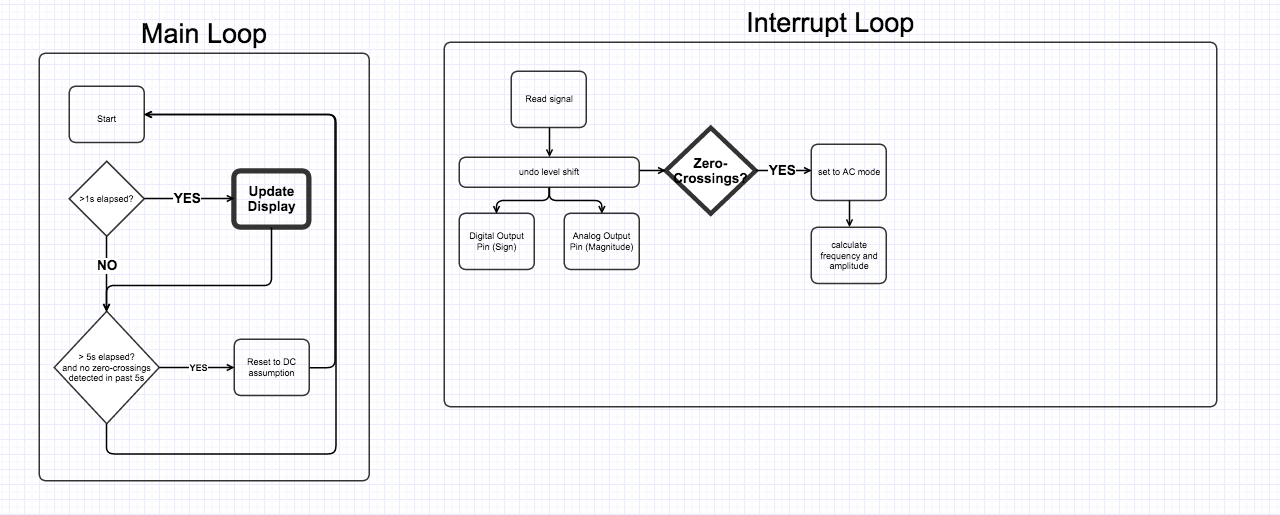 Main Loop
Start
>1s elapsed?
YES
Update
Display
NO
> 5s elapsed?
and no zero-crossings
detected in past 5s
YES
Reset to DC
assumption
Interrupt Loop
Read signal
undo level shift
Digital Output
Pin (Sign)
Analog Output
Pin (Magnitude)
Zero-
Crossings?
YES
set to AC mode
calculate
frequency and
amplitude